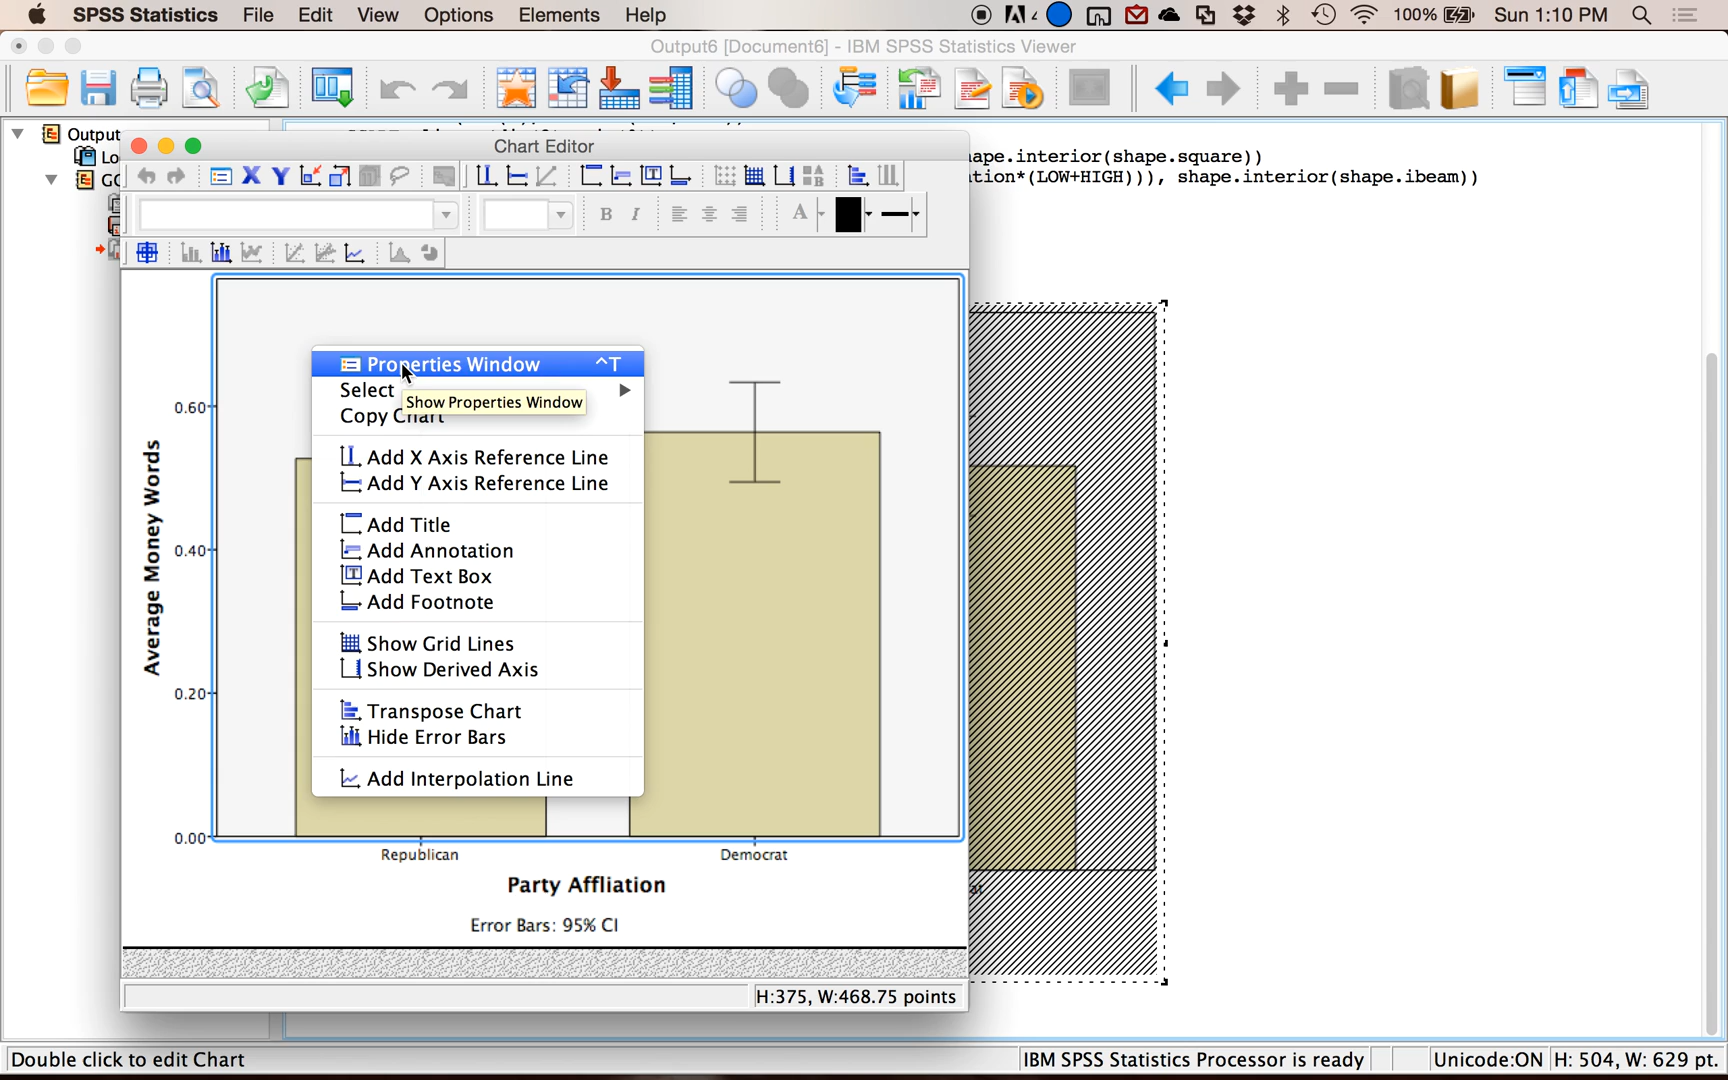 SPSS Statistics File Edit View Options Elements Help 100% Sun 1:10 PM
Output6 [Document6] - IBM SPSS Statistics Viewer
Output
Lo
GG
Chart Editor
ape.interior(shape.square))
tion*(LOW+HIGH))), shape.interior(shape.ibeam))
B I A
Properties Window ^T
Select
Show Properties Window
Copy Chart
Add X Axis Reference Line
Add Y Axis Reference Line
Add Title
Add Annotation
Add Text Box
Add Footnote
Show Grid Lines
Show Derived Axis
Transpose Chart
Hide Error Bars
Add Interpolation Line
Average Money Words
0.60
0.40
0.20
0.00
Republican Democrat
Party Affliation
Error Bars: 95% CI
H:375, W:468.75 points
Double click to edit Chart
IBM SPSS Statistics Processor is ready
Unicode:ON H: 504, W: 629 pt.